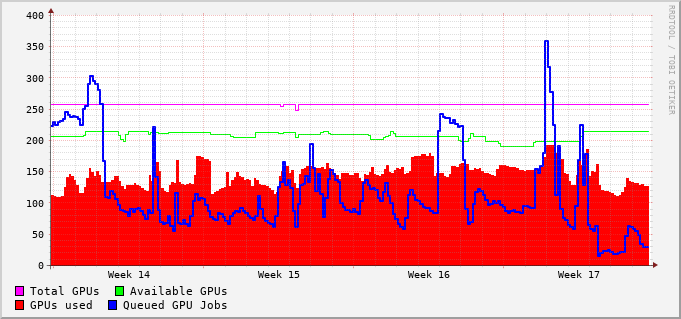 400
350
300
250
200
150
100
50
0
Week 14 Week 15 Week 16 Week 17
Total GPUs Available GPUs
GPUs used Queued GPU Jobs
RRDTOOL / TOBI OETIKER